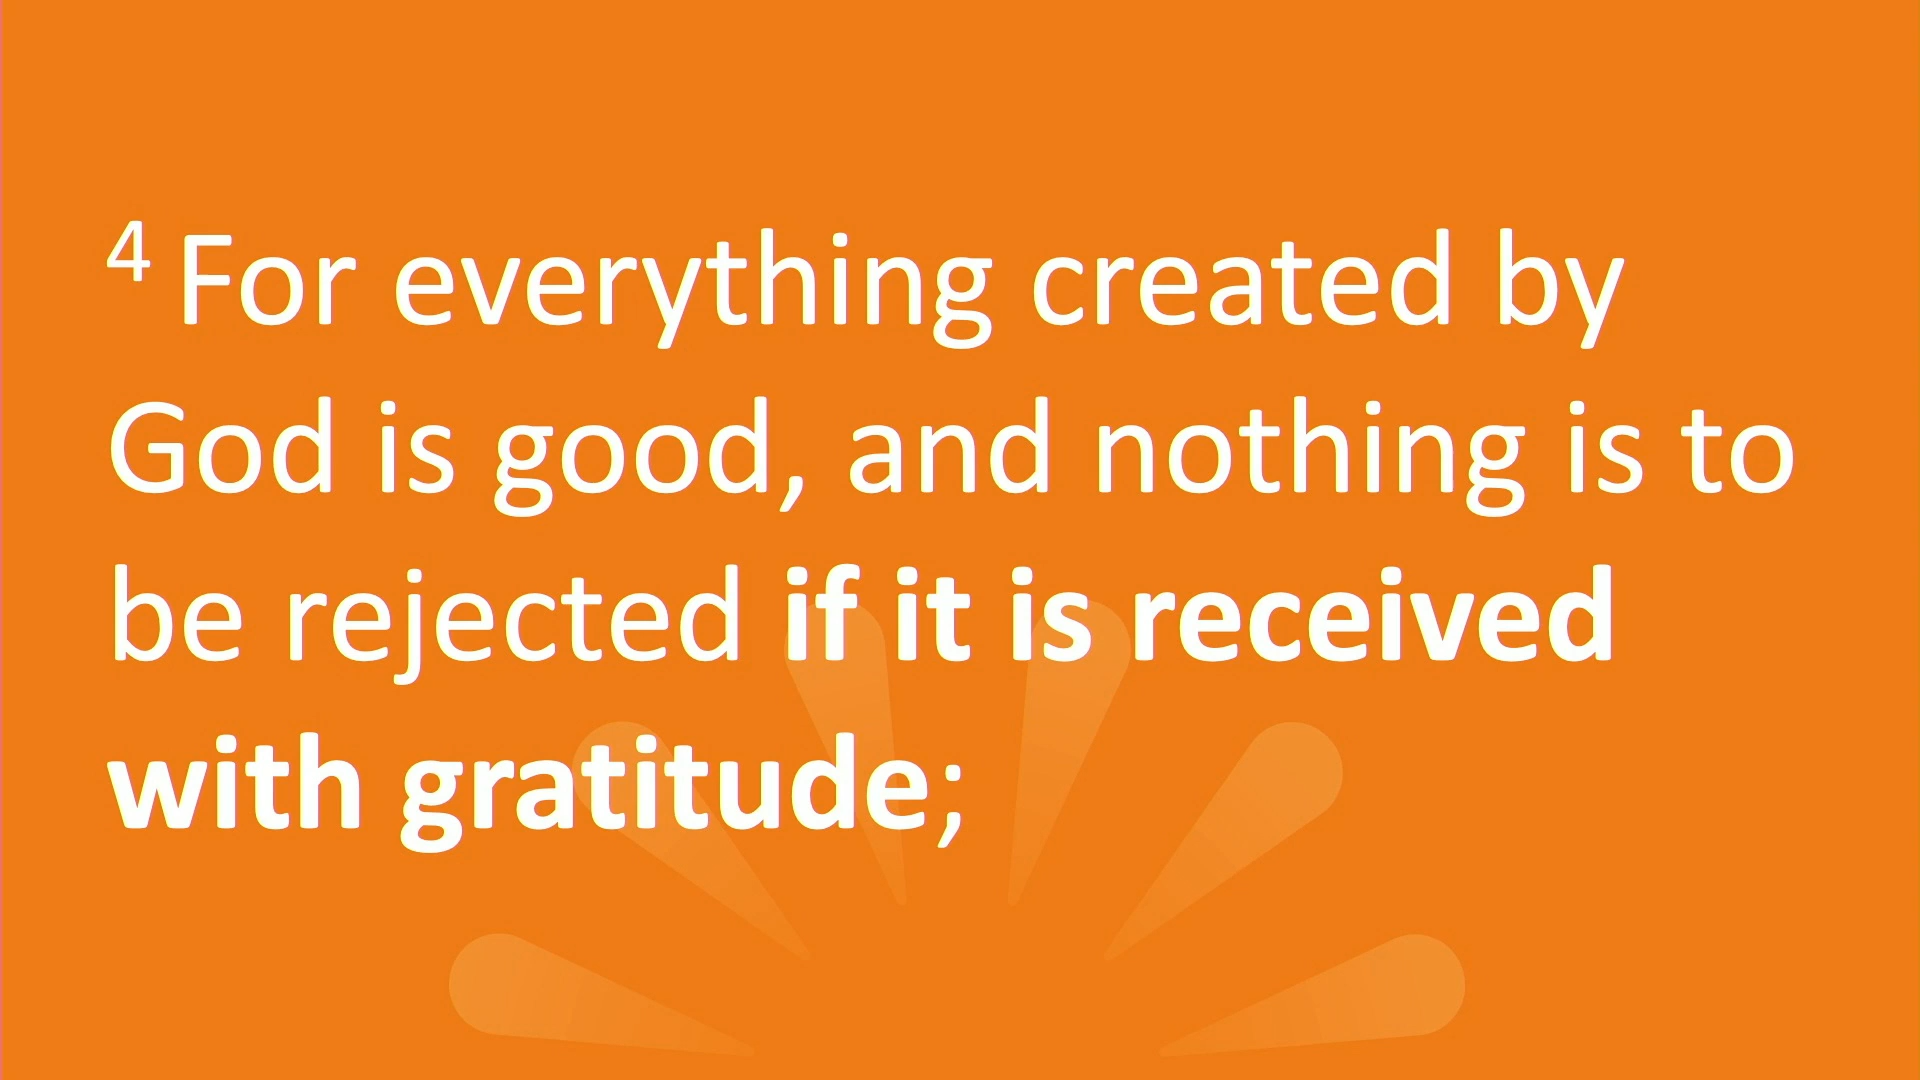 4 For everything created by
God is good, and nothing is to
be rejected if it is received
with gratitude;